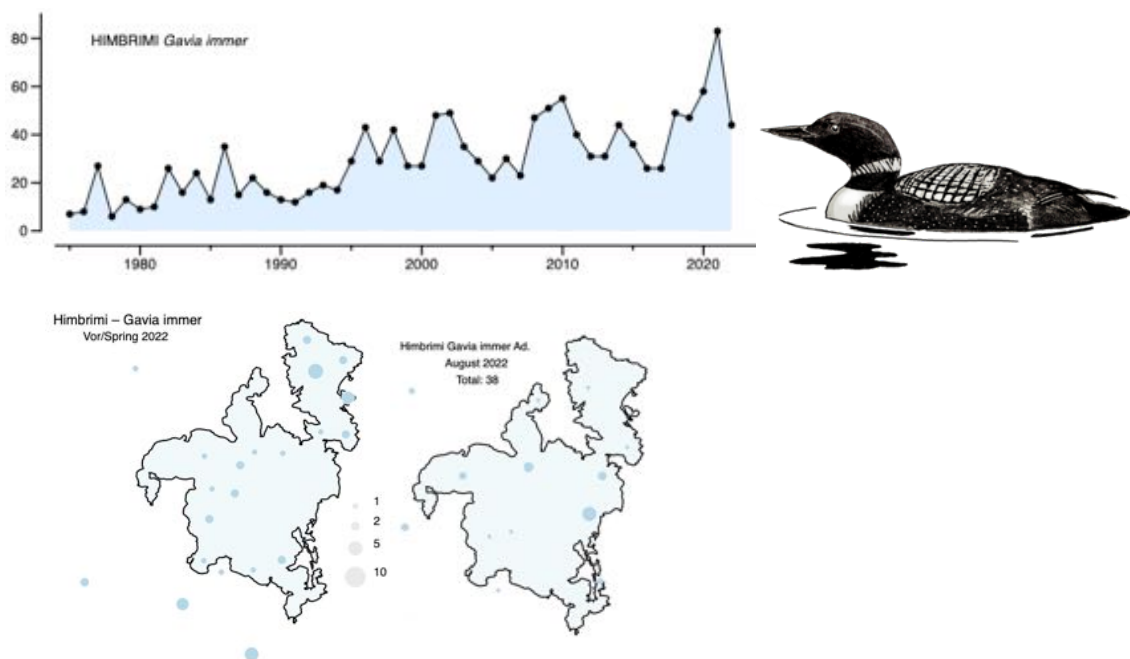 80
HIMBRIMI Gavia immer
60
40
20
0
1980 1990 2000 2010 2020
Himbrimi – Gavia immer
Vor/Spring 2022
Himbrimi Gavia immer Ad.
August 2022
Total: 38
1
2
5
10